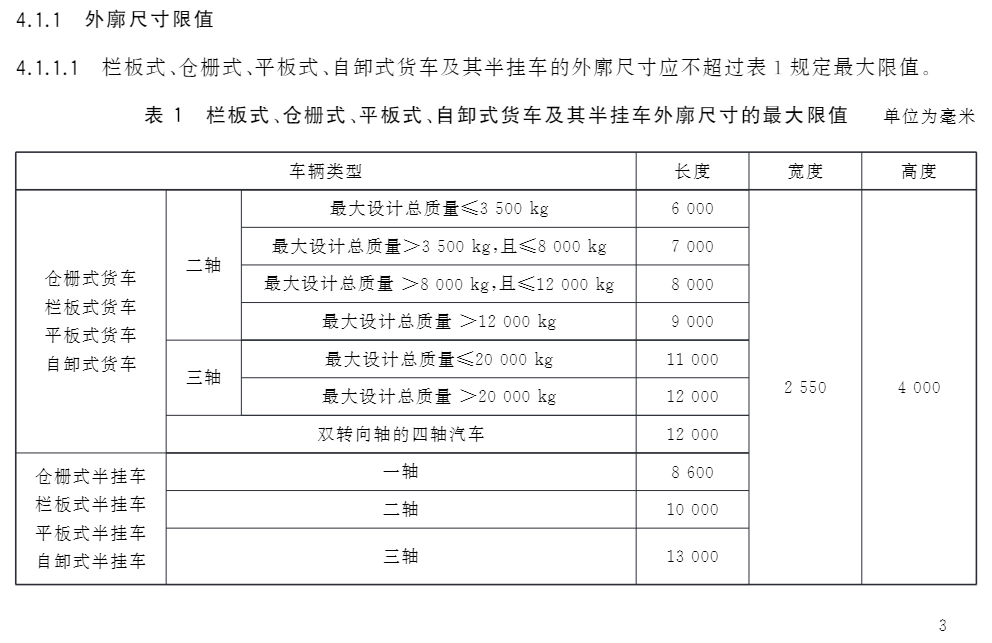 4.1.1 外廓尺寸限值
4.1.1.1 栏板式、仓栅式、平板式、自卸式货车及其半挂车的外廓尺寸应不超过表 1 规定最大限值。
表 1 栏板式、仓栅式、平板式、自卸式货车及其半挂车外廓尺寸的最大限值 单位为毫米
车辆类型 长度 宽度 高度
仓栅式货车
栏板式货车
平板式货车
自卸式货车
二轴
最大设计总质量≤3 500 kg 6 000
最大设计总质量>3 500 kg,且≤8 000 kg 7 000
最大设计总质量 >8 000 kg,且≤12 000 kg 8 000
最大设计总质量 >12 000 kg 9 000
三轴
最大设计总质量≤20 000 kg 11 000
最大设计总质量 >20 000 kg 12 000
双转向轴的四轴汽车 12 000
2 550 4 000
仓栅式半挂车
栏板式半挂车
平板式半挂车
自卸式半挂车
一轴 8 600
二轴 10 000
三轴 13 000
3